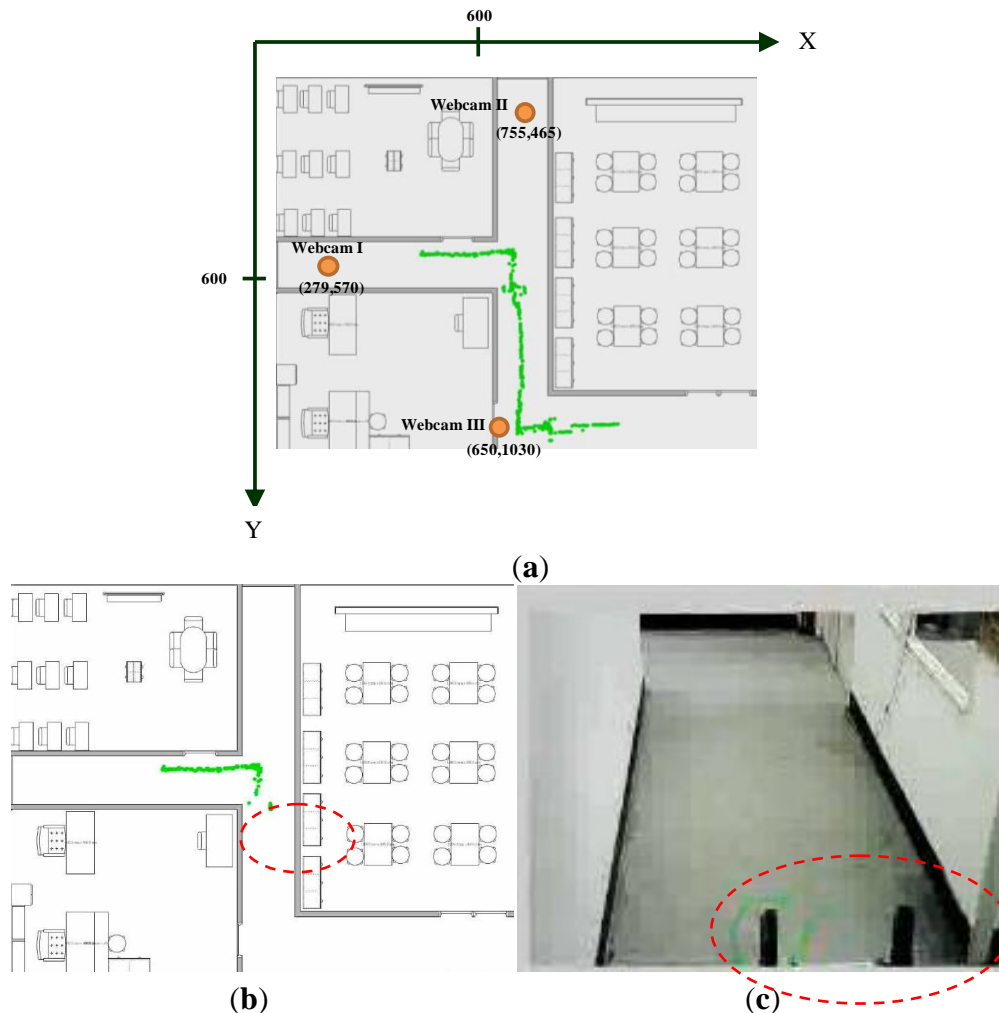 600
X
Webcam II
(755,465)
Webcam I
600
(279,570)
Webcam III
(650,1030)
Y
(a)
(b)
(c)